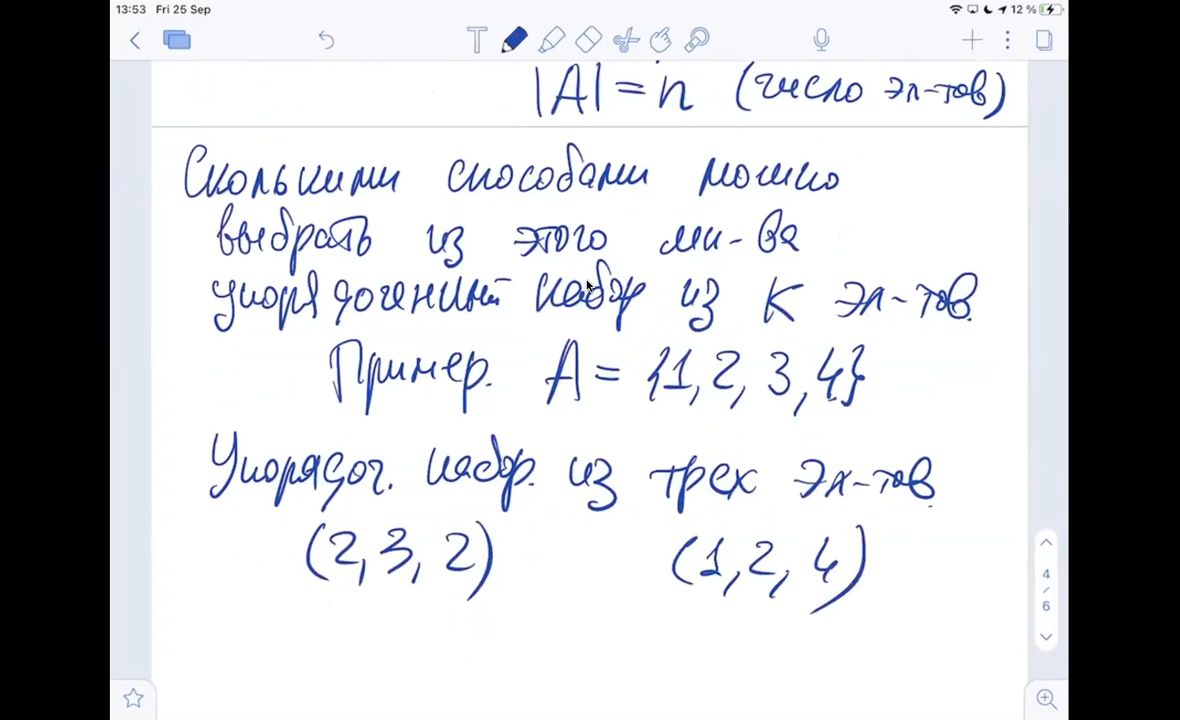 13:53 Fri 25 Sep
12 %
T
|A| = n (число эл-тов)
Сколькими способами можно
выбрать из этого мн-ва
упорядоченный набор из k эл-тов.
Пример. A = {1, 2, 3, 4}
Упорядоч. набор. из трех эл-тов.
(2, 3, 2) (1, 2, 4)
4
/
6